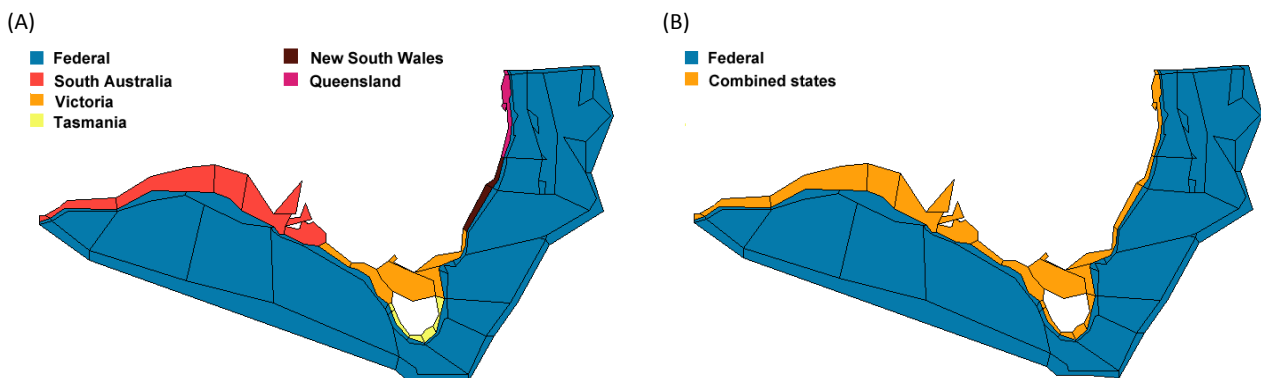 (A)
Federal
South Australia
Victoria
Tasmania
New South Wales
Queensland
(B)
Federal
Combined states